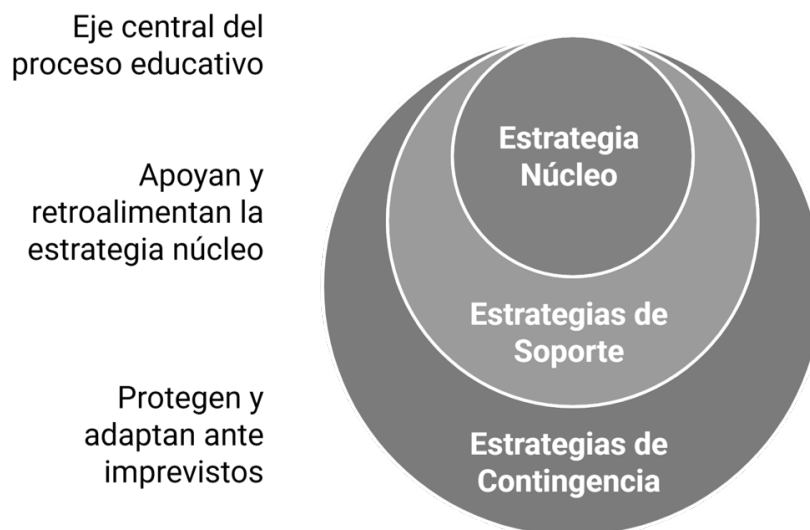 Eje central del
proceso educativo
Estrategia
Núcleo
Apoyan y
retroalimentan la
estrategia núcleo
Estrategias de
Soporte
Protegen y
adaptan ante
imprevistos
Estrategias de
Contingencia